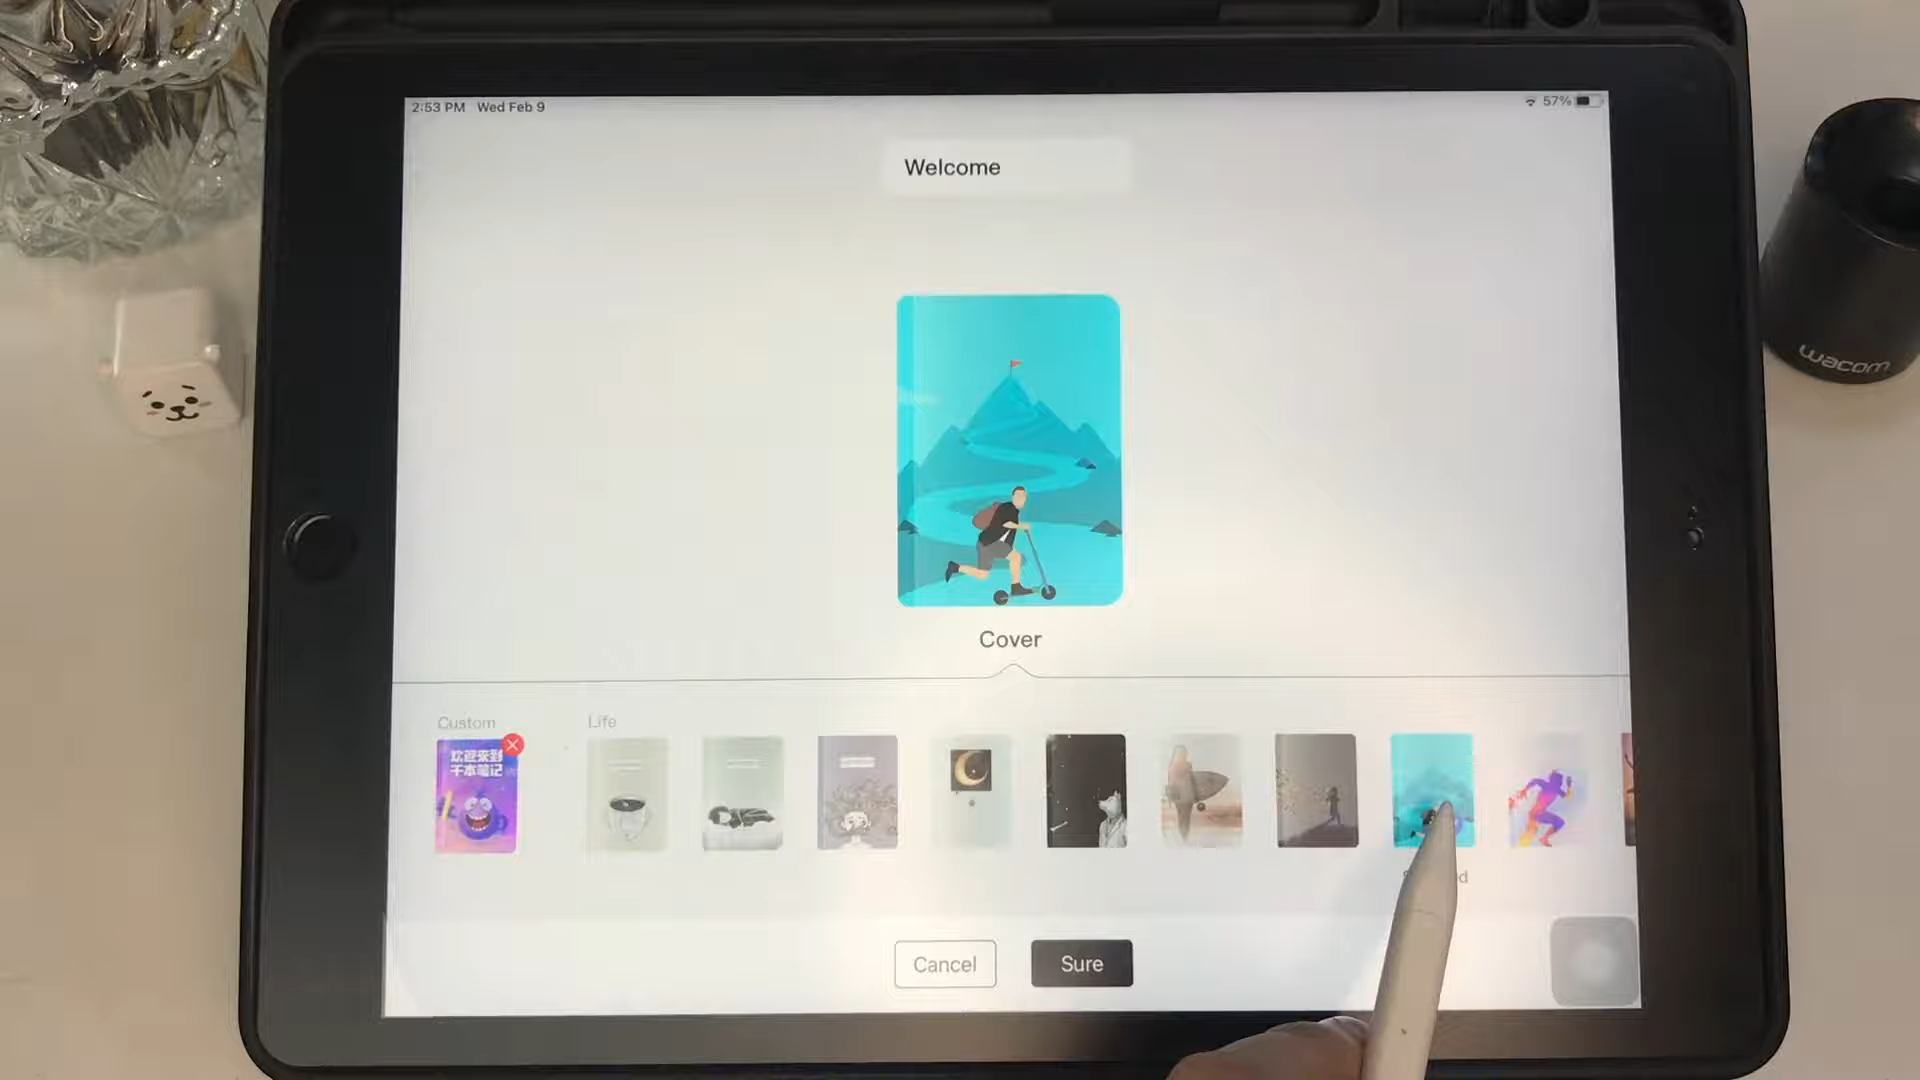 2:53 PM Wed Feb 9
57%
Welcome
wacom
Cover
Custom
Life
欢迎来到
千本笔记
Cancel
Sure